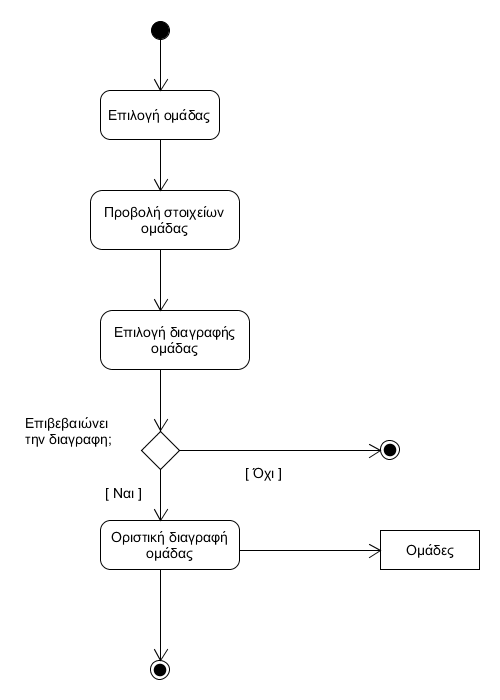 Επιλογή ομάδας
Προβολή στοιχείων
ομάδας
Επιλογή διαγραφής
ομάδας
Επιβεβαιώνει
την διαγραφη;
[ Όχι ]
[ Ναι ]
Οριστική διαγραφή
ομάδας
Ομάδες